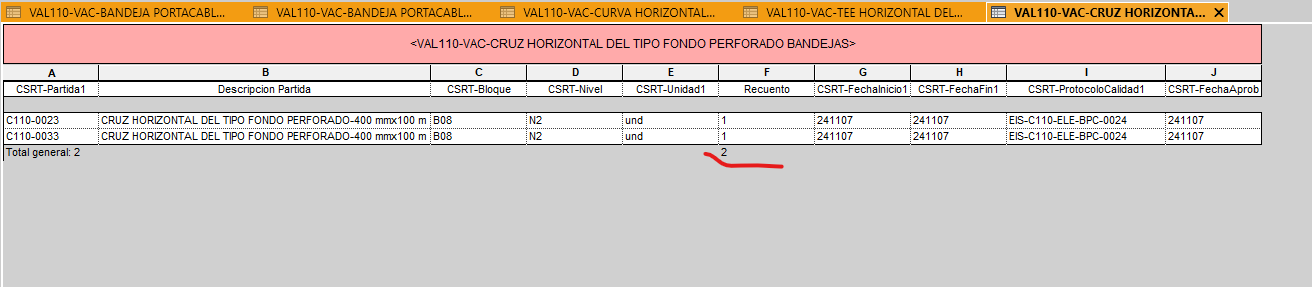 VAL110-VAC-BANDEJA PORTACABL... VAL110-VAC-BANDEJA PORTACABL... VAL110-VAC-CURVA HORIZONTAL... VAL110-VAC-TEE HORIZONTAL DEL... VAL110-VAC-CRUZ HORIZONTA...
<VAL110-VAC-CRUZ HORIZONTAL DEL TIPO FONDO PERFORADO BANDEJAS>
A B C D E F G H I J
CSRT-Partida1 Descripcion Partida CSRT-Bloque CSRT-Nivel CSRT-Unidad1 Recuento CSRT-FechaInicio1 CSRT-FechaFin1 CSRT-ProtocoloCalidad1 CSRT-FechaAprob
C110-0023 CRUZ HORIZONTAL DEL TIPO FONDO PERFORADO-400 mmx100 m B08 N2 und 1 241107 241107 EIS-C110-ELE-BPC-0024 241107
C110-0033 CRUZ HORIZONTAL DEL TIPO FONDO PERFORADO-400 mmx100 m B08 N2 und 1 241107 241107 EIS-C110-ELE-BPC-0024 241107
Total general: 2 2